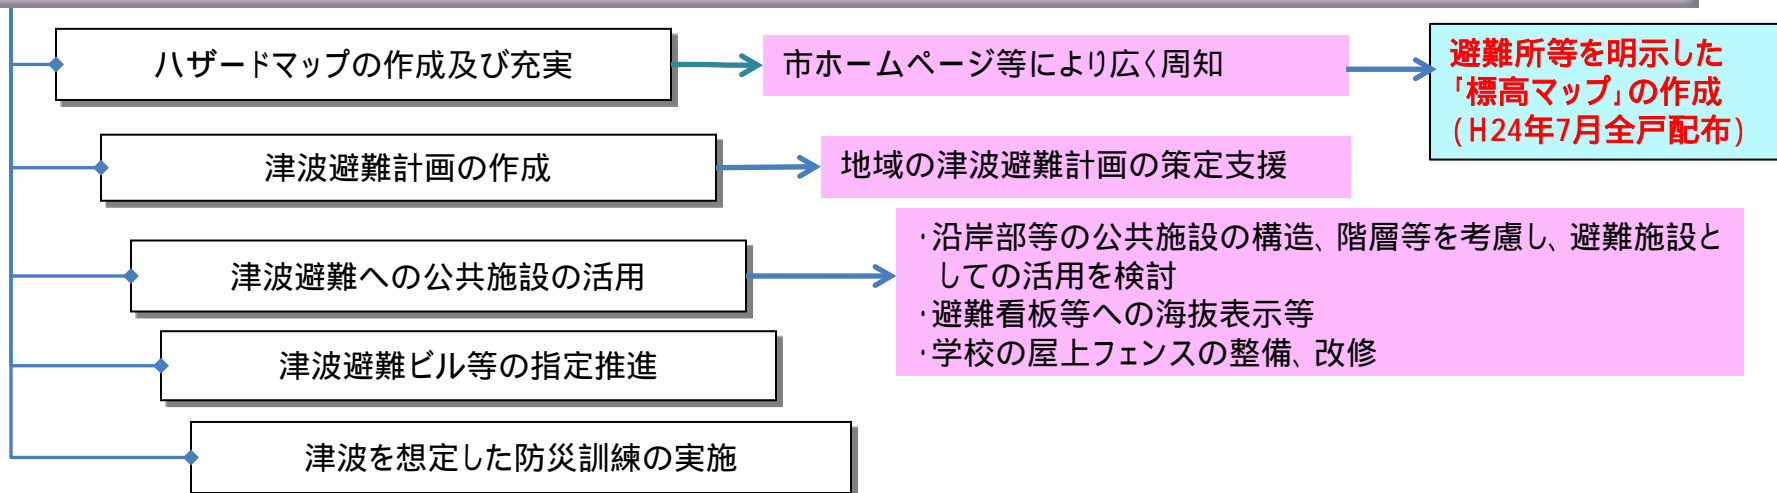 ハザードマップの作成及び充実
市ホームページ等により広く周知
避難所等を明示した
「標高マップ」の作成
(H24年7月全戸配布)
津波避難計画の作成
地域の津波避難計画の策定支援
津波避難への公共施設の活用
・沿岸部等の公共施設の構造、階層等を考慮し、避難施設と
しての活用を検討
・避難看板等への海抜表示等
・学校の屋上フェンスの整備、改修
津波避難ビル等の指定推進
津波を想定した防災訓練の実施